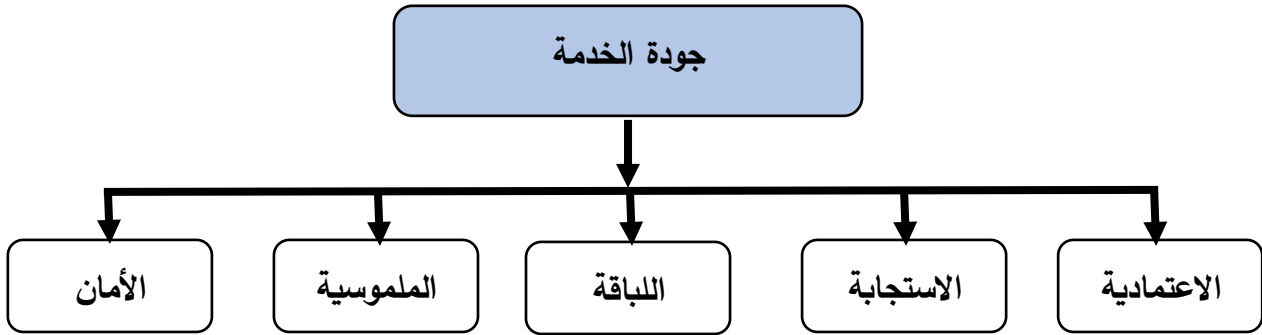 جودة الخدمة
الاعتمادية
الاستجابة
اللباقة
الملموسية
الأمان